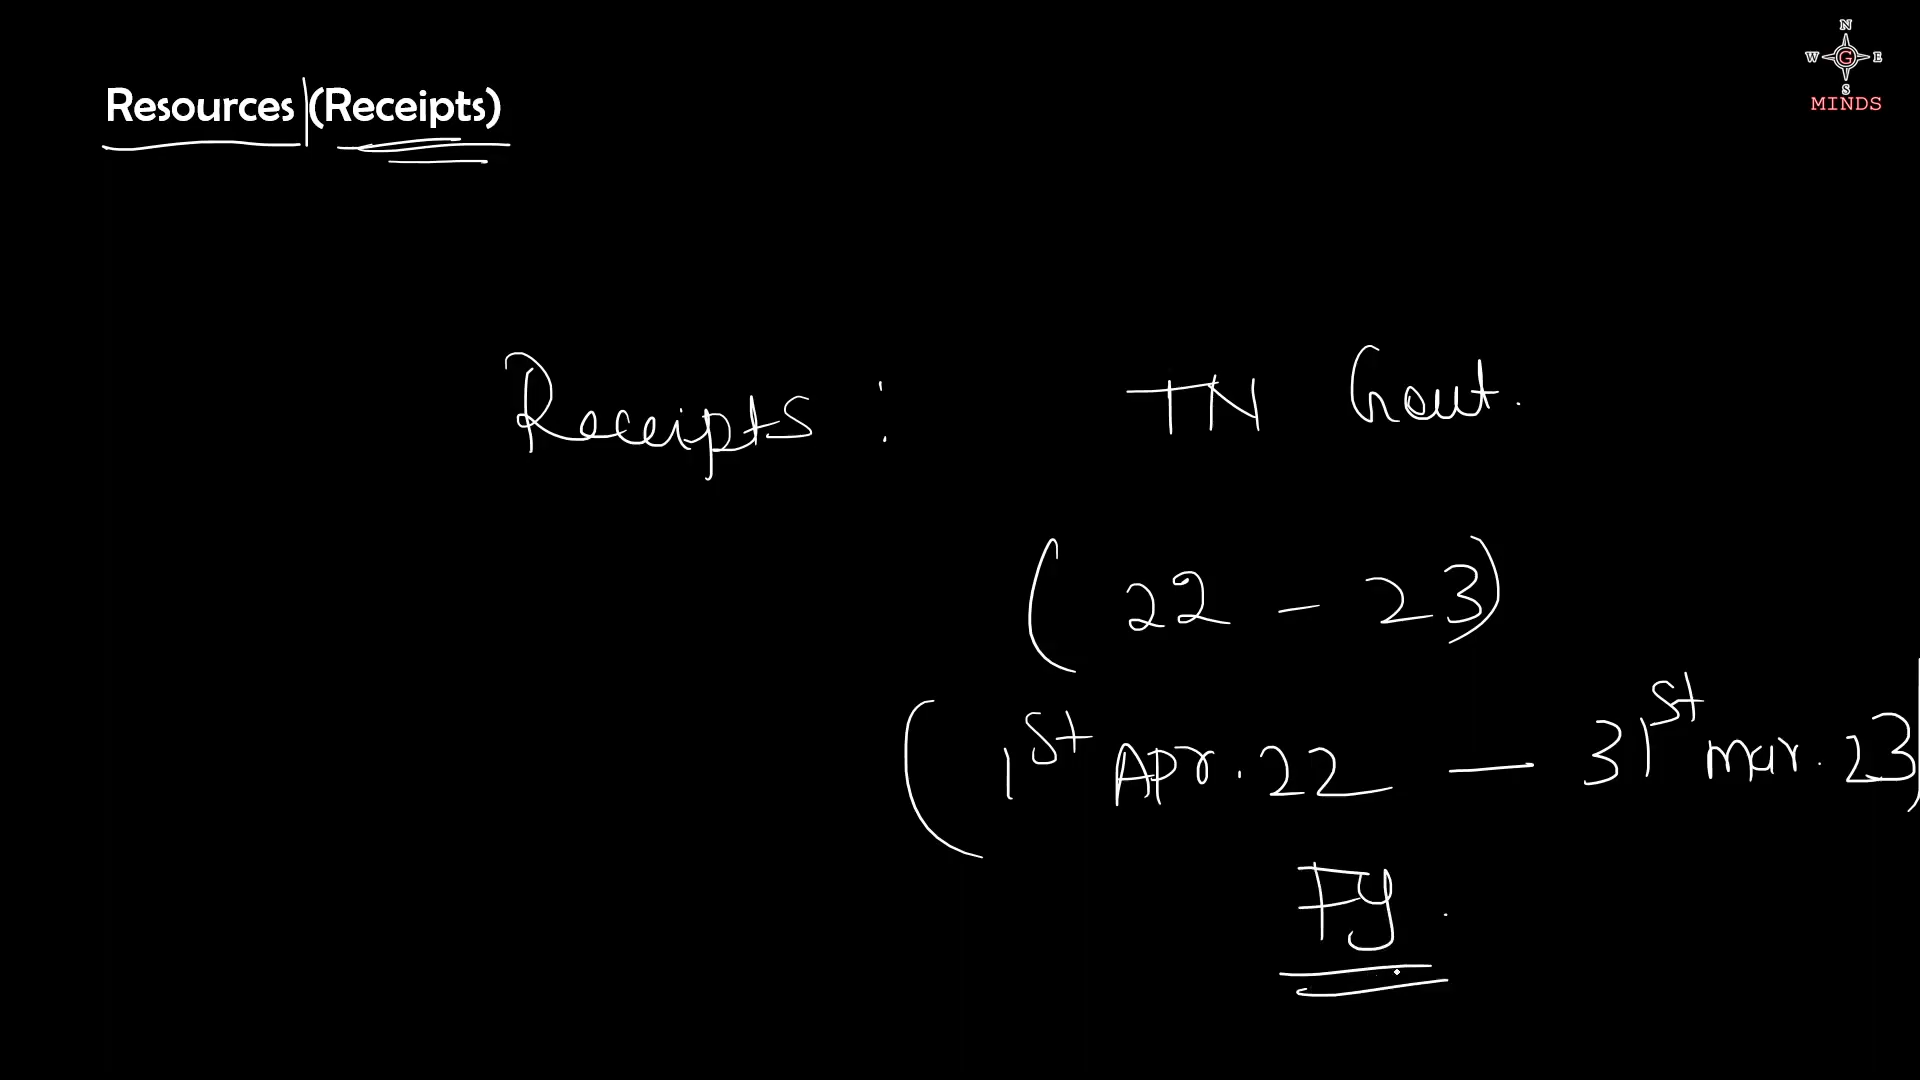 N
W G E
S
MINDS
Resources (Receipts)
Receipts : TN Govt.
(22 - 23)
(1st Apr. 22 — 31st mar. 23)
FY.